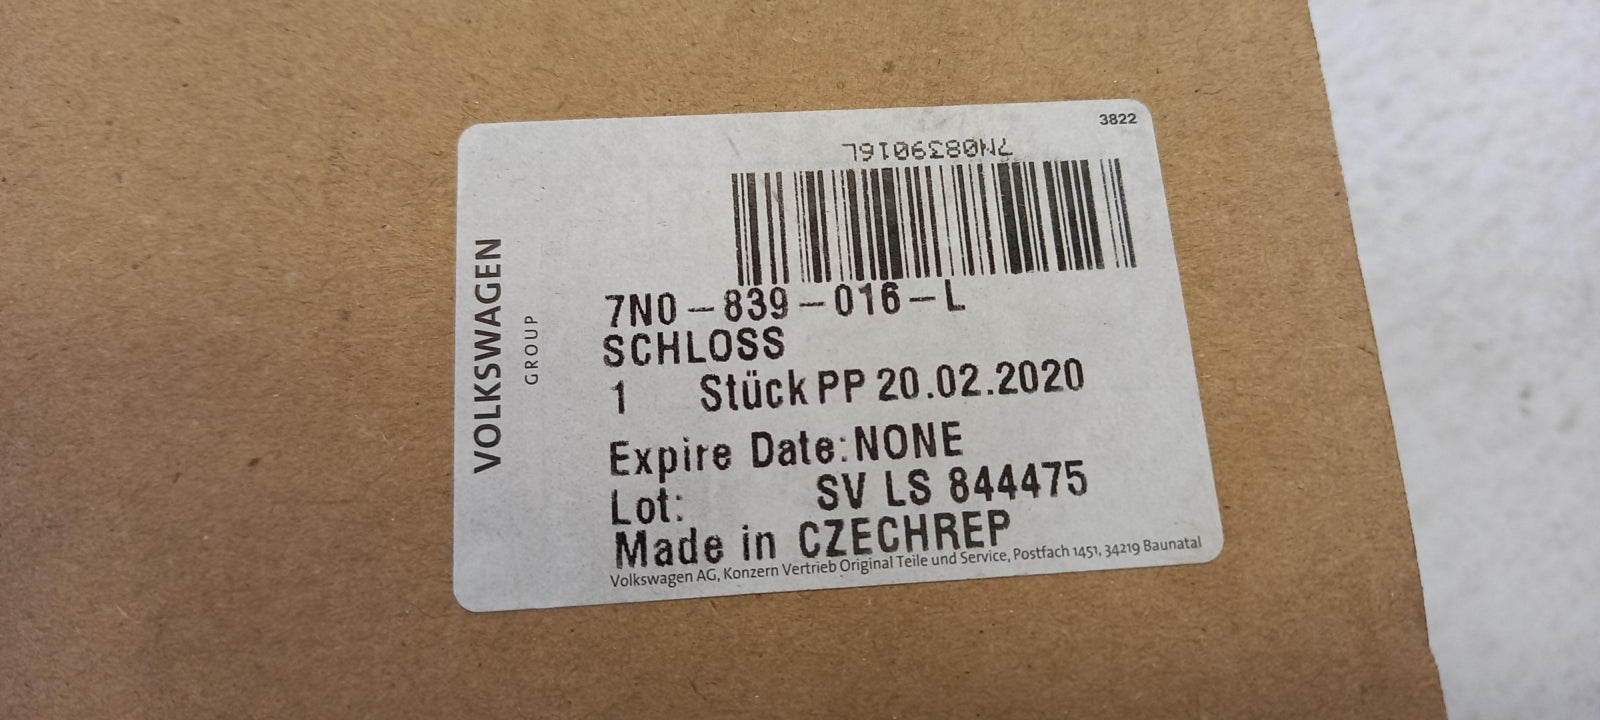 3822
7N0839016L
7N0-839-016-L
SCHLOSS
1 Stück PP 20.02.2020
Expire Date:NONE
Lot: SV LS 844475
Made in CZECHREP
Volkswagen AG, Konzern Vertrieb Original Teile und Service, Postfach 1451, 34219 Baunatal
VOLKSWAGEN
GROUP